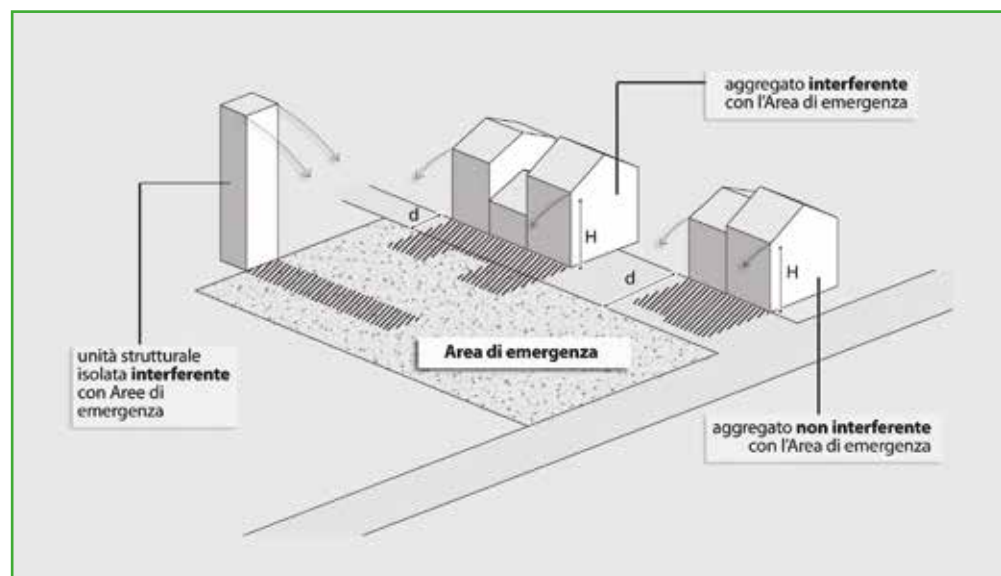 aggregato interferente
con l'Area di emergenza
d
H
d
H
Area di emergenza
unità strutturale
isolata interferente
con Aree di
emergenza
aggregato non interferente
con l'Area di emergenza